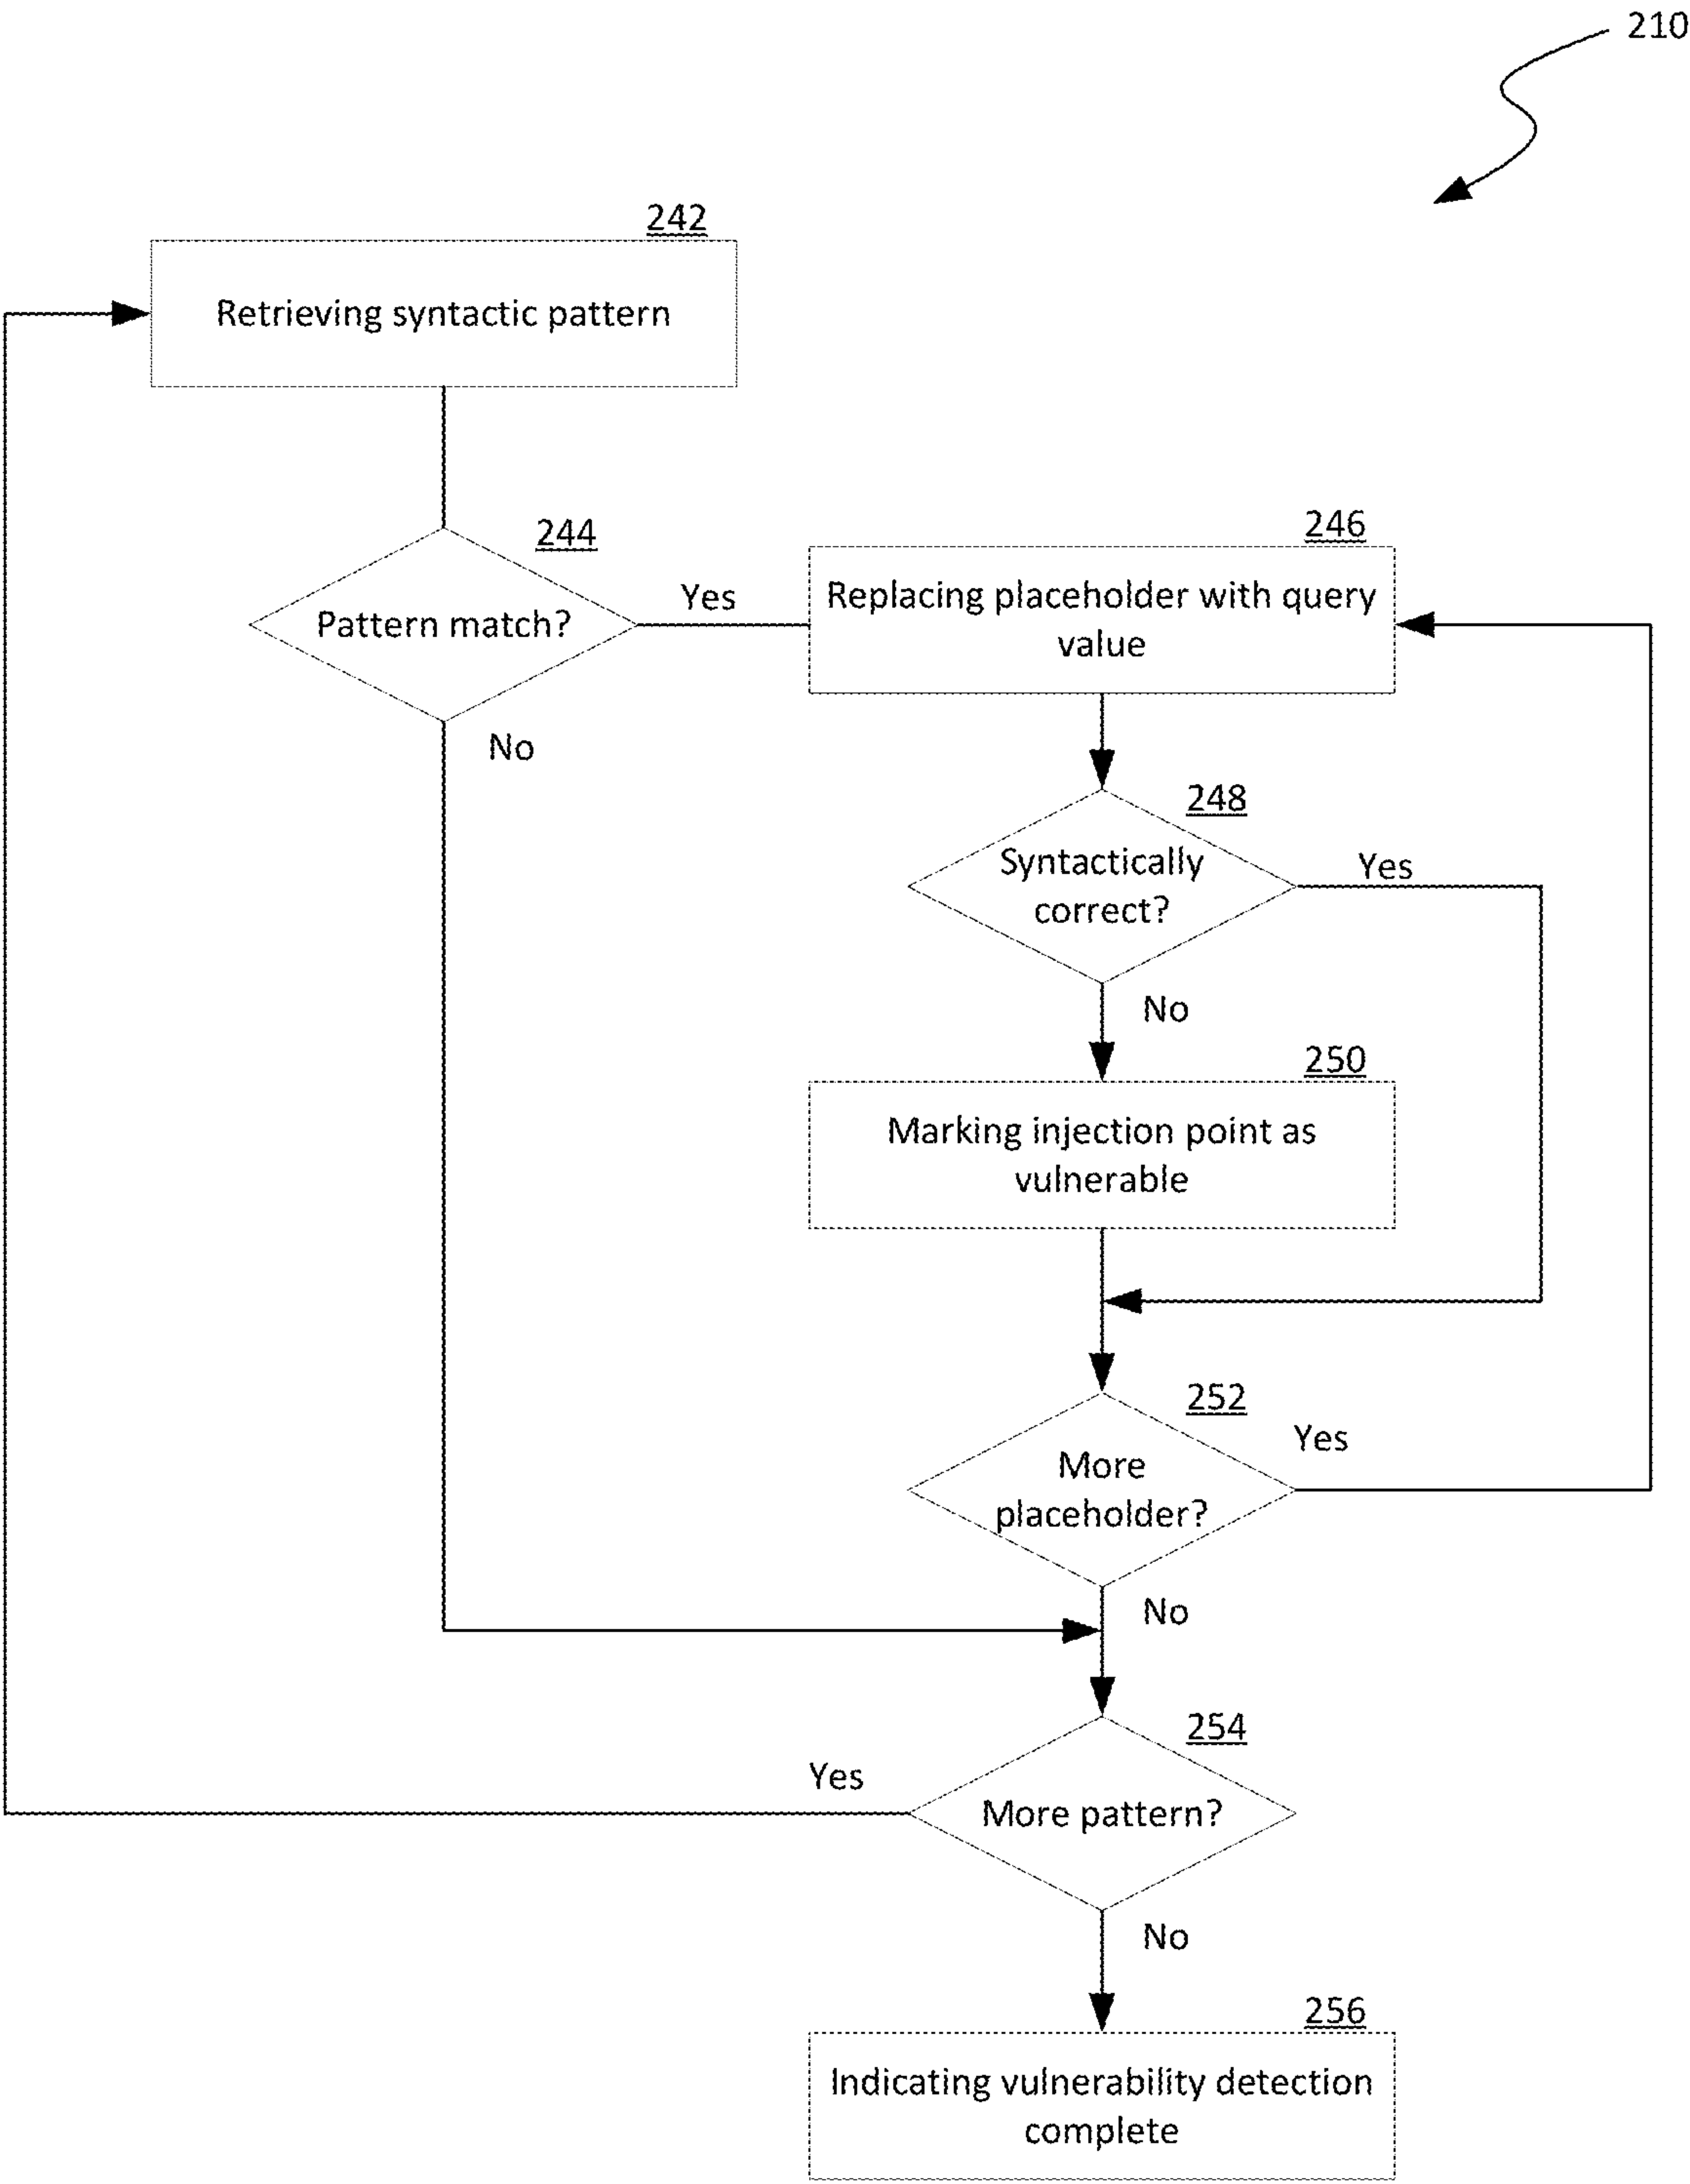 210
242
Retrieving syntactic pattern
244
Pattern match?
Yes
No
246
Replacing placeholder with query
value
248
Syntactically
correct?
Yes
No
250
Marking injection point as
vulnerable
252
More
placeholder?
Yes
No
254
More pattern?
Yes
No
256
Indicating vulnerability detection
complete